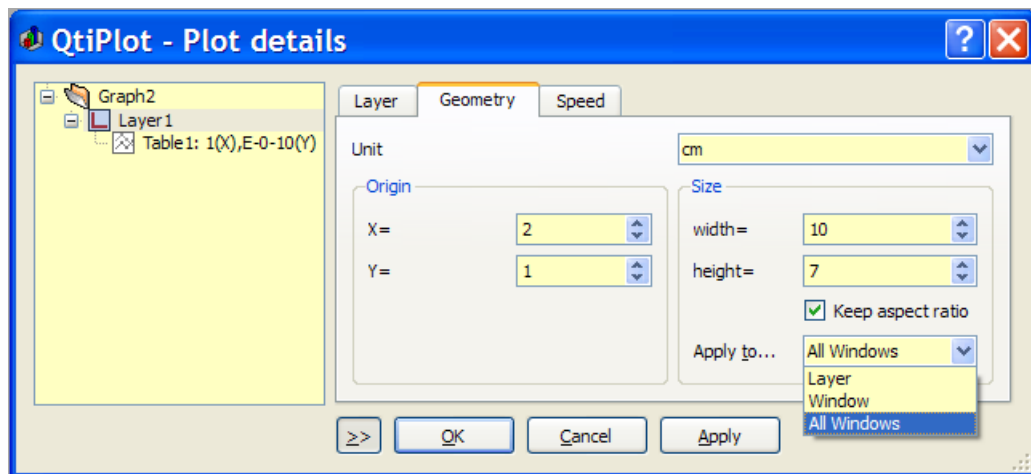 QtiPlot - Plot details
Graph2
Layer1
Table1: 1(X),E-0-10(Y)
Layer Geometry Speed
Unit cm
Origin
X= 2
Y= 1
Size
width= 10
height= 7
Keep aspect ratio
Apply to... All Windows
Layer
Window
All Windows
>> OK Cancel Apply